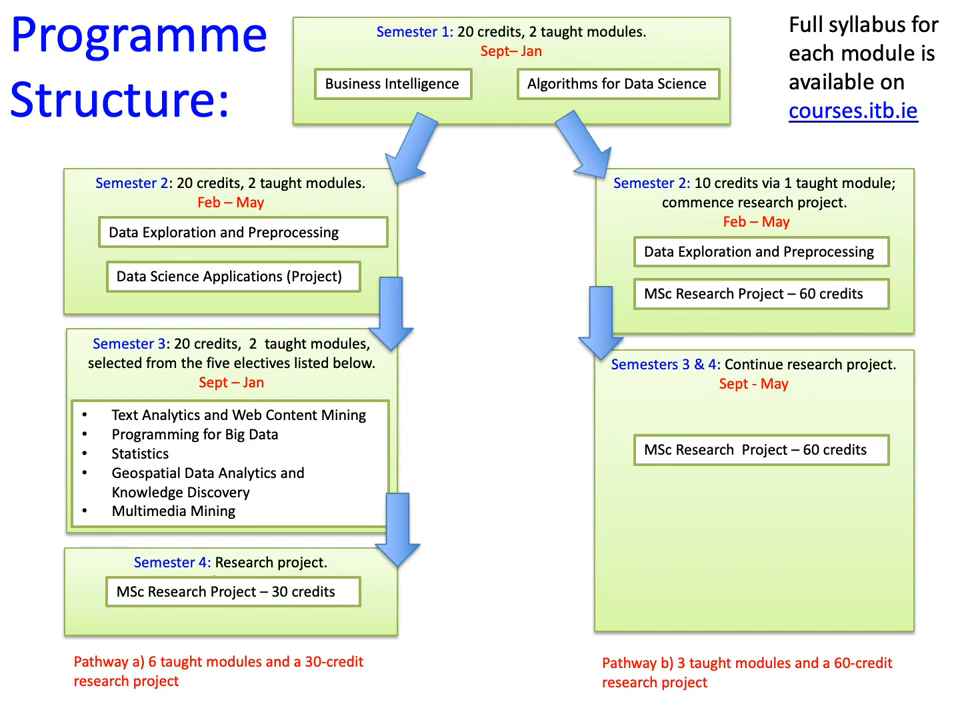 Programme
Structure:
Semester 1: 20 credits, 2 taught modules.
Sept– Jan
Business Intelligence
Algorithms for Data Science
Full syllabus for
each module is
available on
courses.itb.ie
Semester 2: 20 credits, 2 taught modules.
Feb – May
Data Exploration and Preprocessing
Data Science Applications (Project)
Semester 3: 20 credits, 2 taught modules,
selected from the five electives listed below.
Sept – Jan
• Text Analytics and Web Content Mining
• Programming for Big Data
• Statistics
• Geospatial Data Analytics and
Knowledge Discovery
• Multimedia Mining
Semester 4: Research project.
MSc Research Project – 30 credits
Pathway a) 6 taught modules and a 30-credit
research project
Semester 2: 10 credits via 1 taught module;
commence research project.
Feb – May
Data Exploration and Preprocessing
MSc Research Project – 60 credits
Semesters 3 & 4: Continue research project.
Sept - May
MSc Research Project – 60 credits
Pathway b) 3 taught modules and a 60-credit
research project